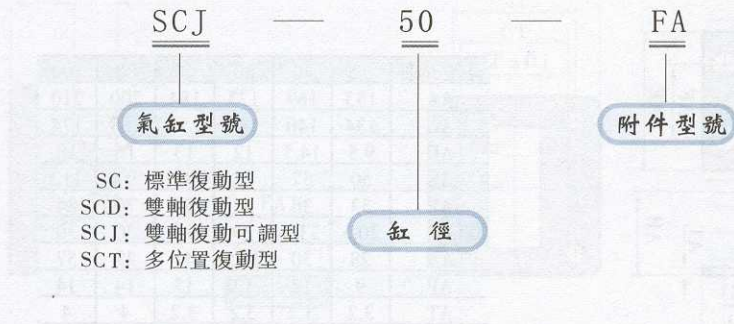 SCJ — 50 — FA
氣缸型號
附件型號
缸徑
SC：標準復動型
SCD：雙軸復動型
SCJ：雙軸復動可調型
SCT：多位置復動型